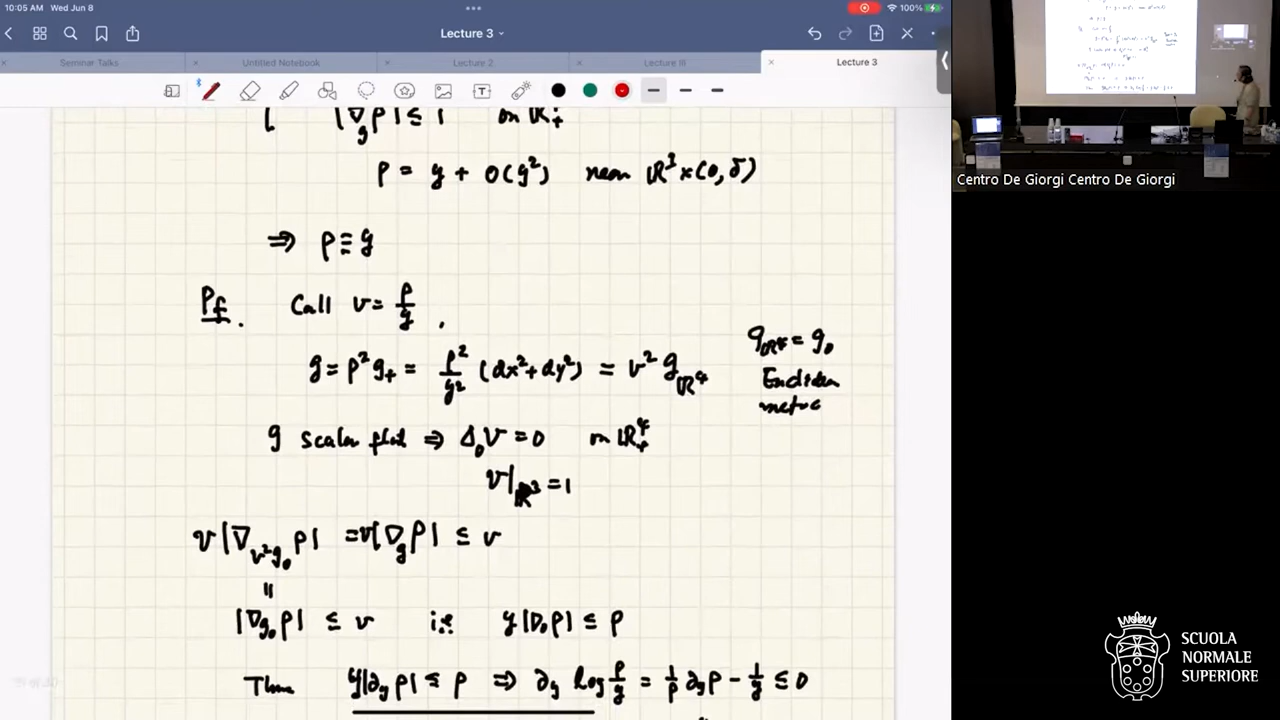 10:05 AM Wed Jun 8
100%
Lecture 3
Seminar Talks
Untitled Notebook
Lecture 2
Lecture III
Lecture 3
|∇_g ρ| ≤ 1 on ℝ⁴₊
ρ = y + O(y²) near ℝ³×(0,δ)
⇒ ρ ≡ y
Pf. Call v = ρ/y,
g = ρ² g₊ = ρ²/y² (dx²+dy²) = v² g_ℝ⁴
g_ℝ⁴ = g₀
Euclidean
metric
g scalar flat ⇒ Δ₀ v = 0 on ℝ⁴₊
v|_ℝ³ = 1
v|∇_{v²g₀} ρ| = v|∇_g ρ| ≤ v
||
|∇_{g₀} ρ| ≤ v i.e. y|∇₀ρ| ≤ ρ
Thus y|∂_y ρ| ≤ ρ ⇒ ∂_y log ρ/y = 1/ρ ∂_y ρ − 1/y ≤ 0
Centro De Giorgi Centro De Giorgi
SCUOLA
NORMALE
SUPERIORE